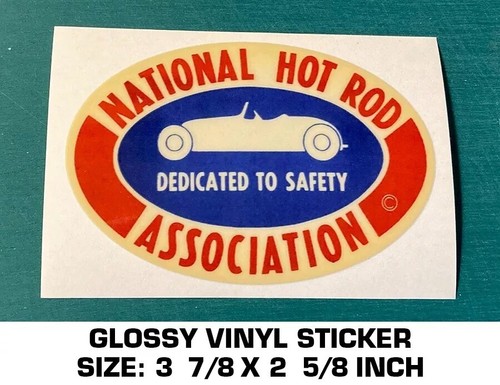 NATIONAL HOT ROD
DEDICATED TO SAFETY
©
ASSOCIATION
GLOSSY VINYL STICKER
SIZE: 3 7/8 X 2 5/8 INCH